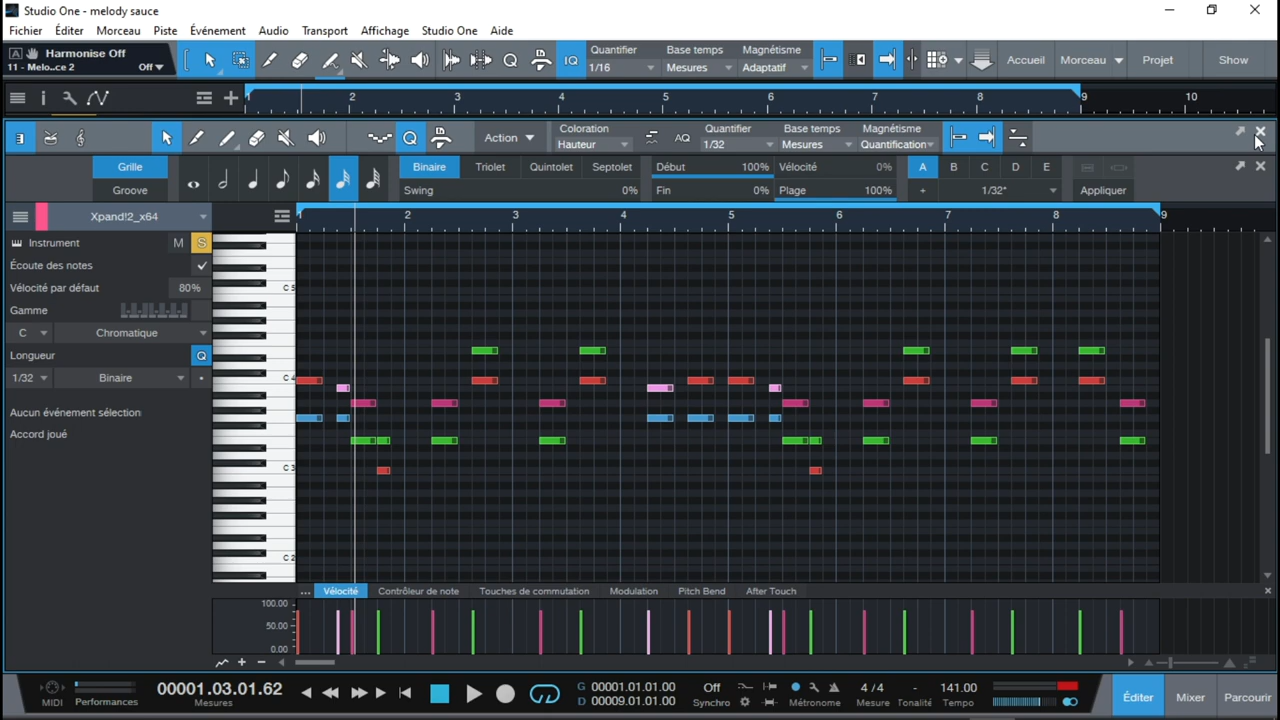 Studio One - melody sauce
Fichier Éditer Morceau Piste Événement Audio Transport Affichage Studio One Aide
A Harmonise Off
11 - Melo..ce 2 Off
IQ
Quantifier Base temps Magnétisme
1/16 Mesures Adaptatif
Accueil Morceau Projet Show
2 3 4 5 6 7 8 9 10
Action Coloration AQ Quantifier Base temps Magnétisme
Hauteur 1/32 Mesures Quantification
Grille Binaire Triolet Quintolet Septolet Début 100% Vélocité 0% A B C D E
Groove Swing 0% Fin 0% Plage 100% + 1/32* Appliquer
Xpand!2_x64
2 3 4 5 6 7 8 9
Instrument M S
Écoute des notes
Vélocité par défaut 80%
Gamme
C Chromatique
Longueur Q
1/32 Binaire
Aucun événement sélection
Accord joué
C 5
C 4
C 3
C 2
... Vélocité Contrôleur de note Touches de commutation Modulation Pitch Bend After Touch
100.00
50.00
0.00
MIDI Performances
00001.03.01.62
Mesures
G 00001.01.01.00
D 00009.01.01.00
Off
Synchro
Métronome
4 / 4
Mesure
-
Tonalité
141.00
Tempo
Éditer Mixer Parcourir